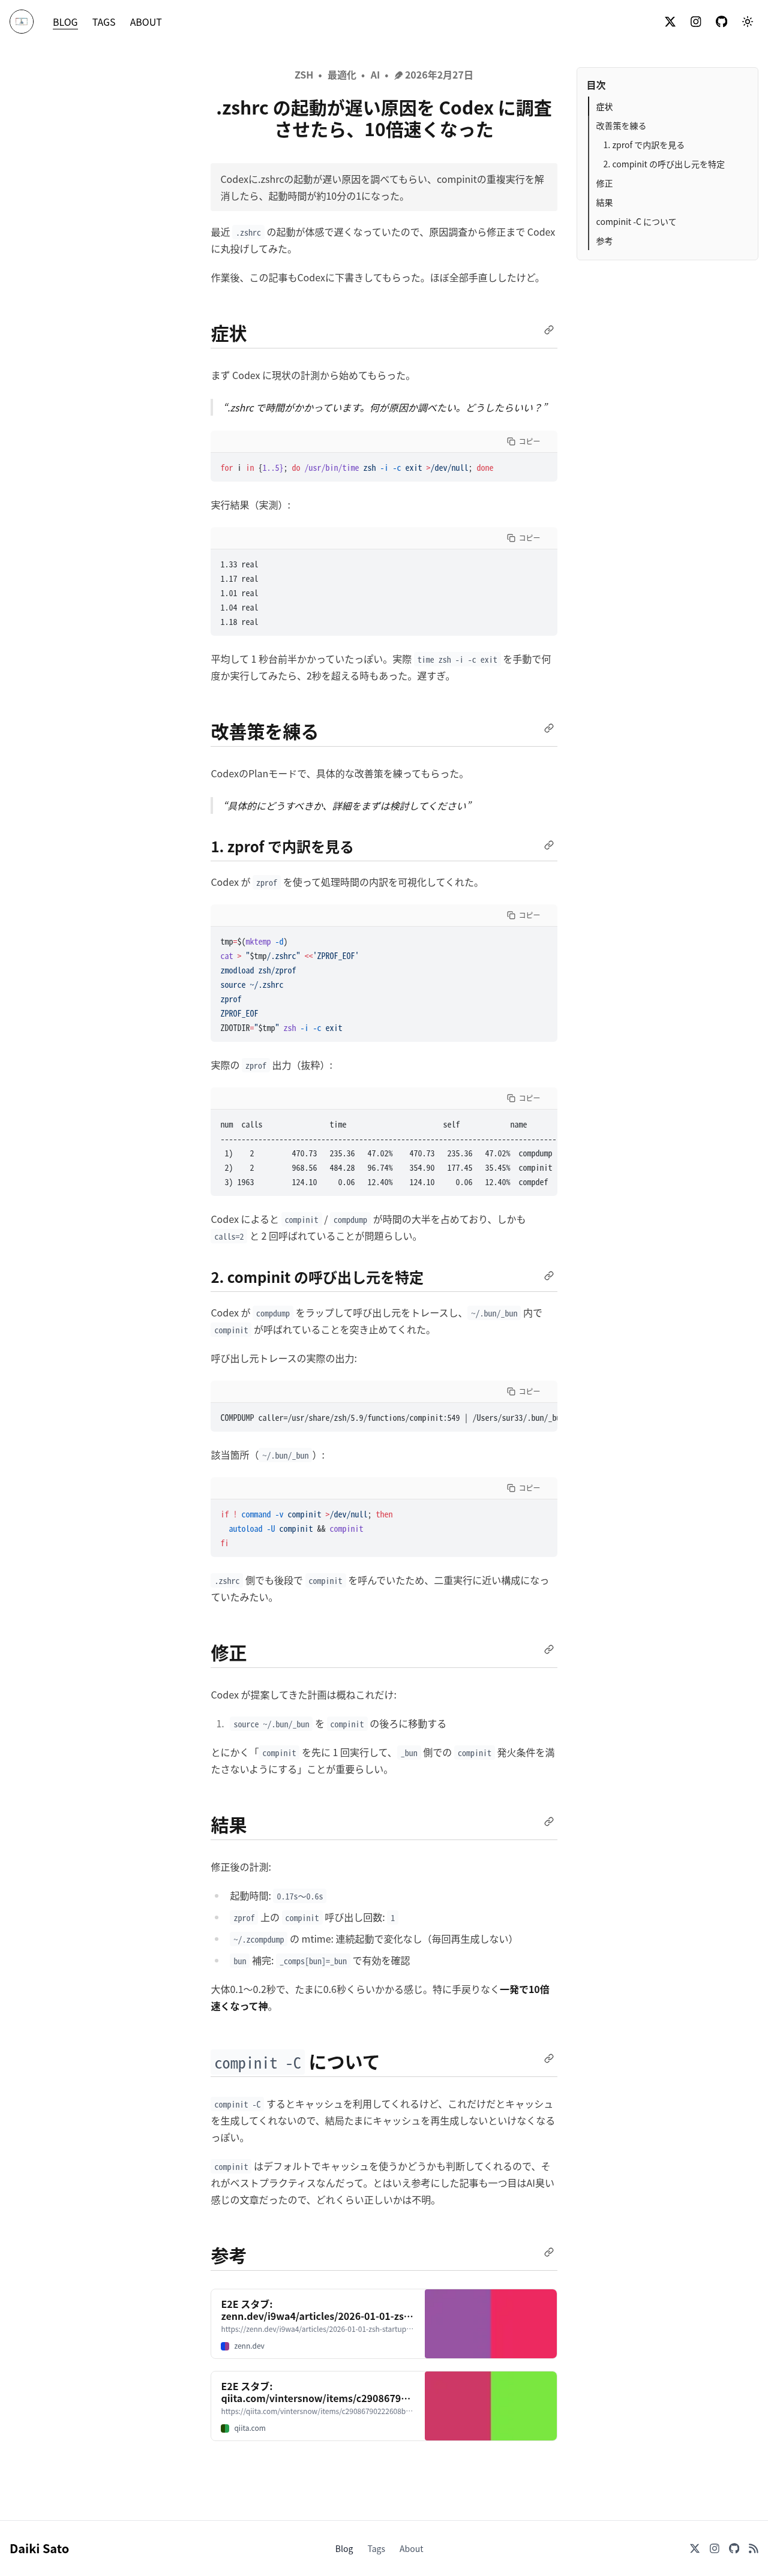 BLOG TAGS ABOUT
ZSH • 最適化 • AI • 2026年2月27日
.zshrc の起動が遅い原因を Codex に調査
させたら、10倍速くなった
Codexに.zshrcの起動が遅い原因を調べてもらい、compinitの重複実行を解
消したら、起動時間が約10分の1になった。
最近 .zshrc の起動が体感で遅くなっていたので、原因調査から修正まで Codex
に丸投げしてみた。
作業後、この記事もCodexに下書きしてもらった。ほぼ全部手直ししたけど。
目次
症状
改善策を練る
1. zprof で内訳を見る
2. compinit の呼び出し元を特定
修正
結果
compinit -C について
参考
症状
まず Codex に現状の計測から始めてもらった。
“.zshrc で時間がかかっています。何が原因か調べたい。どうしたらいい？”
コピー
for i in {1..5}; do /usr/bin/time zsh -i -c exit >/dev/null; done
実行結果（実測）:
コピー
1.33 real
1.17 real
1.01 real
1.04 real
1.18 real
平均して 1 秒台前半かかっていたっぽい。実際 time zsh -i -c exit を手動で何
度か実行してみたら、2秒を超える時もあった。遅すぎ。
改善策を練る
CodexのPlanモードで、具体的な改善策を練ってもらった。
“具体的にどうすべきか、詳細をまずは検討してください”
1. zprof で内訳を見る
Codex が zprof を使って処理時間の内訳を可視化してくれた。
コピー
tmp=$(mktemp -d)
cat > "$tmp/.zshrc" <<'ZPROF_EOF'
zmodload zsh/zprof
source ~/.zshrc
zprof
ZPROF_EOF
ZDOTDIR="$tmp" zsh -i -c exit
実際の zprof 出力（抜粋）:
コピー
num calls time self name
-----------------------------------------------------------------------------------
1) 2 470.73 235.36 47.02% 470.73 235.36 47.02% compdump
2) 2 968.56 484.28 96.74% 354.90 177.45 35.45% compinit
3) 1963 124.10 0.06 12.40% 124.10 0.06 12.40% compdef
Codex によると compinit / compdump が時間の大半を占めており、しかも
calls=2 と 2 回呼ばれていることが問題らしい。
2. compinit の呼び出し元を特定
Codex が compdump をラップして呼び出し元をトレースし、 ~/.bun/_bun 内で
compinit が呼ばれていることを突き止めてくれた。
呼び出し元トレースの実際の出力:
コピー
COMPDUMP caller=/usr/share/zsh/5.9/functions/compinit:549 | /Users/sur33/.bun/_bu
該当箇所（ ~/.bun/_bun ）:
コピー
if ! command -v compinit >/dev/null; then
autoload -U compinit && compinit
fi
.zshrc 側でも後段で compinit を呼んでいたため、二重実行に近い構成になっ
ていたみたい。
修正
Codex が提案してきた計画は概ねこれだけ:
1. source ~/.bun/_bun を compinit の後ろに移動する
とにかく「 compinit を先に 1 回実行して、 _bun 側での compinit 発火条件を満
たさないようにする」ことが重要らしい。
結果
修正後の計測:
起動時間: 0.17s〜0.6s
zprof 上の compinit 呼び出し回数: 1
~/.zcompdump の mtime: 連続起動で変化なし（毎回再生成しない）
bun 補完: _comps[bun]=_bun で有効を確認
大体0.1〜0.2秒で、たまに0.6秒くらいかかる感じ。特に手戻りなく一発で10倍
速くなって神。
compinit -C について
compinit -C するとキャッシュを利用してくれるけど、これだけだとキャッシュ
を生成してくれないので、結局たまにキャッシュを再生成しないといけなくなる
っぽい。
compinit はデフォルトでキャッシュを使うかどうかも判断してくれるので、そ
れがベストプラクティスなんだって。とはいえ参考にした記事も一つ目はAI臭い
感じの文章だったので、どれくらい正しいかは不明。
参考
E2E スタブ:
zenn.dev/i9wa4/articles/2026-01-01-zs…
https://zenn.dev/i9wa4/articles/2026-01-01-zsh-startup…
zenn.dev
E2E スタブ:
qiita.com/vintersnow/items/c2908679…
https://qiita.com/vintersnow/items/c29086790222608b…
qiita.com
Daiki Sato
Blog Tags About